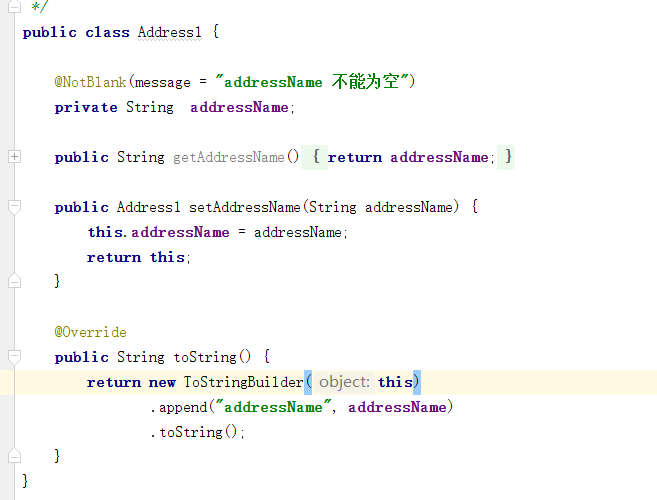 */
public class Address1 {
@NotBlank(message = "addressName 不能为空")
private String  addressName;
public String getAddressName() { return addressName; }
public Address1 setAddressName(String addressName) {
this.addressName = addressName;
return this;
}
@Override
public String toString() {
return new ToStringBuilder( object: this)
.append("addressName", addressName)
.toString();
}
}